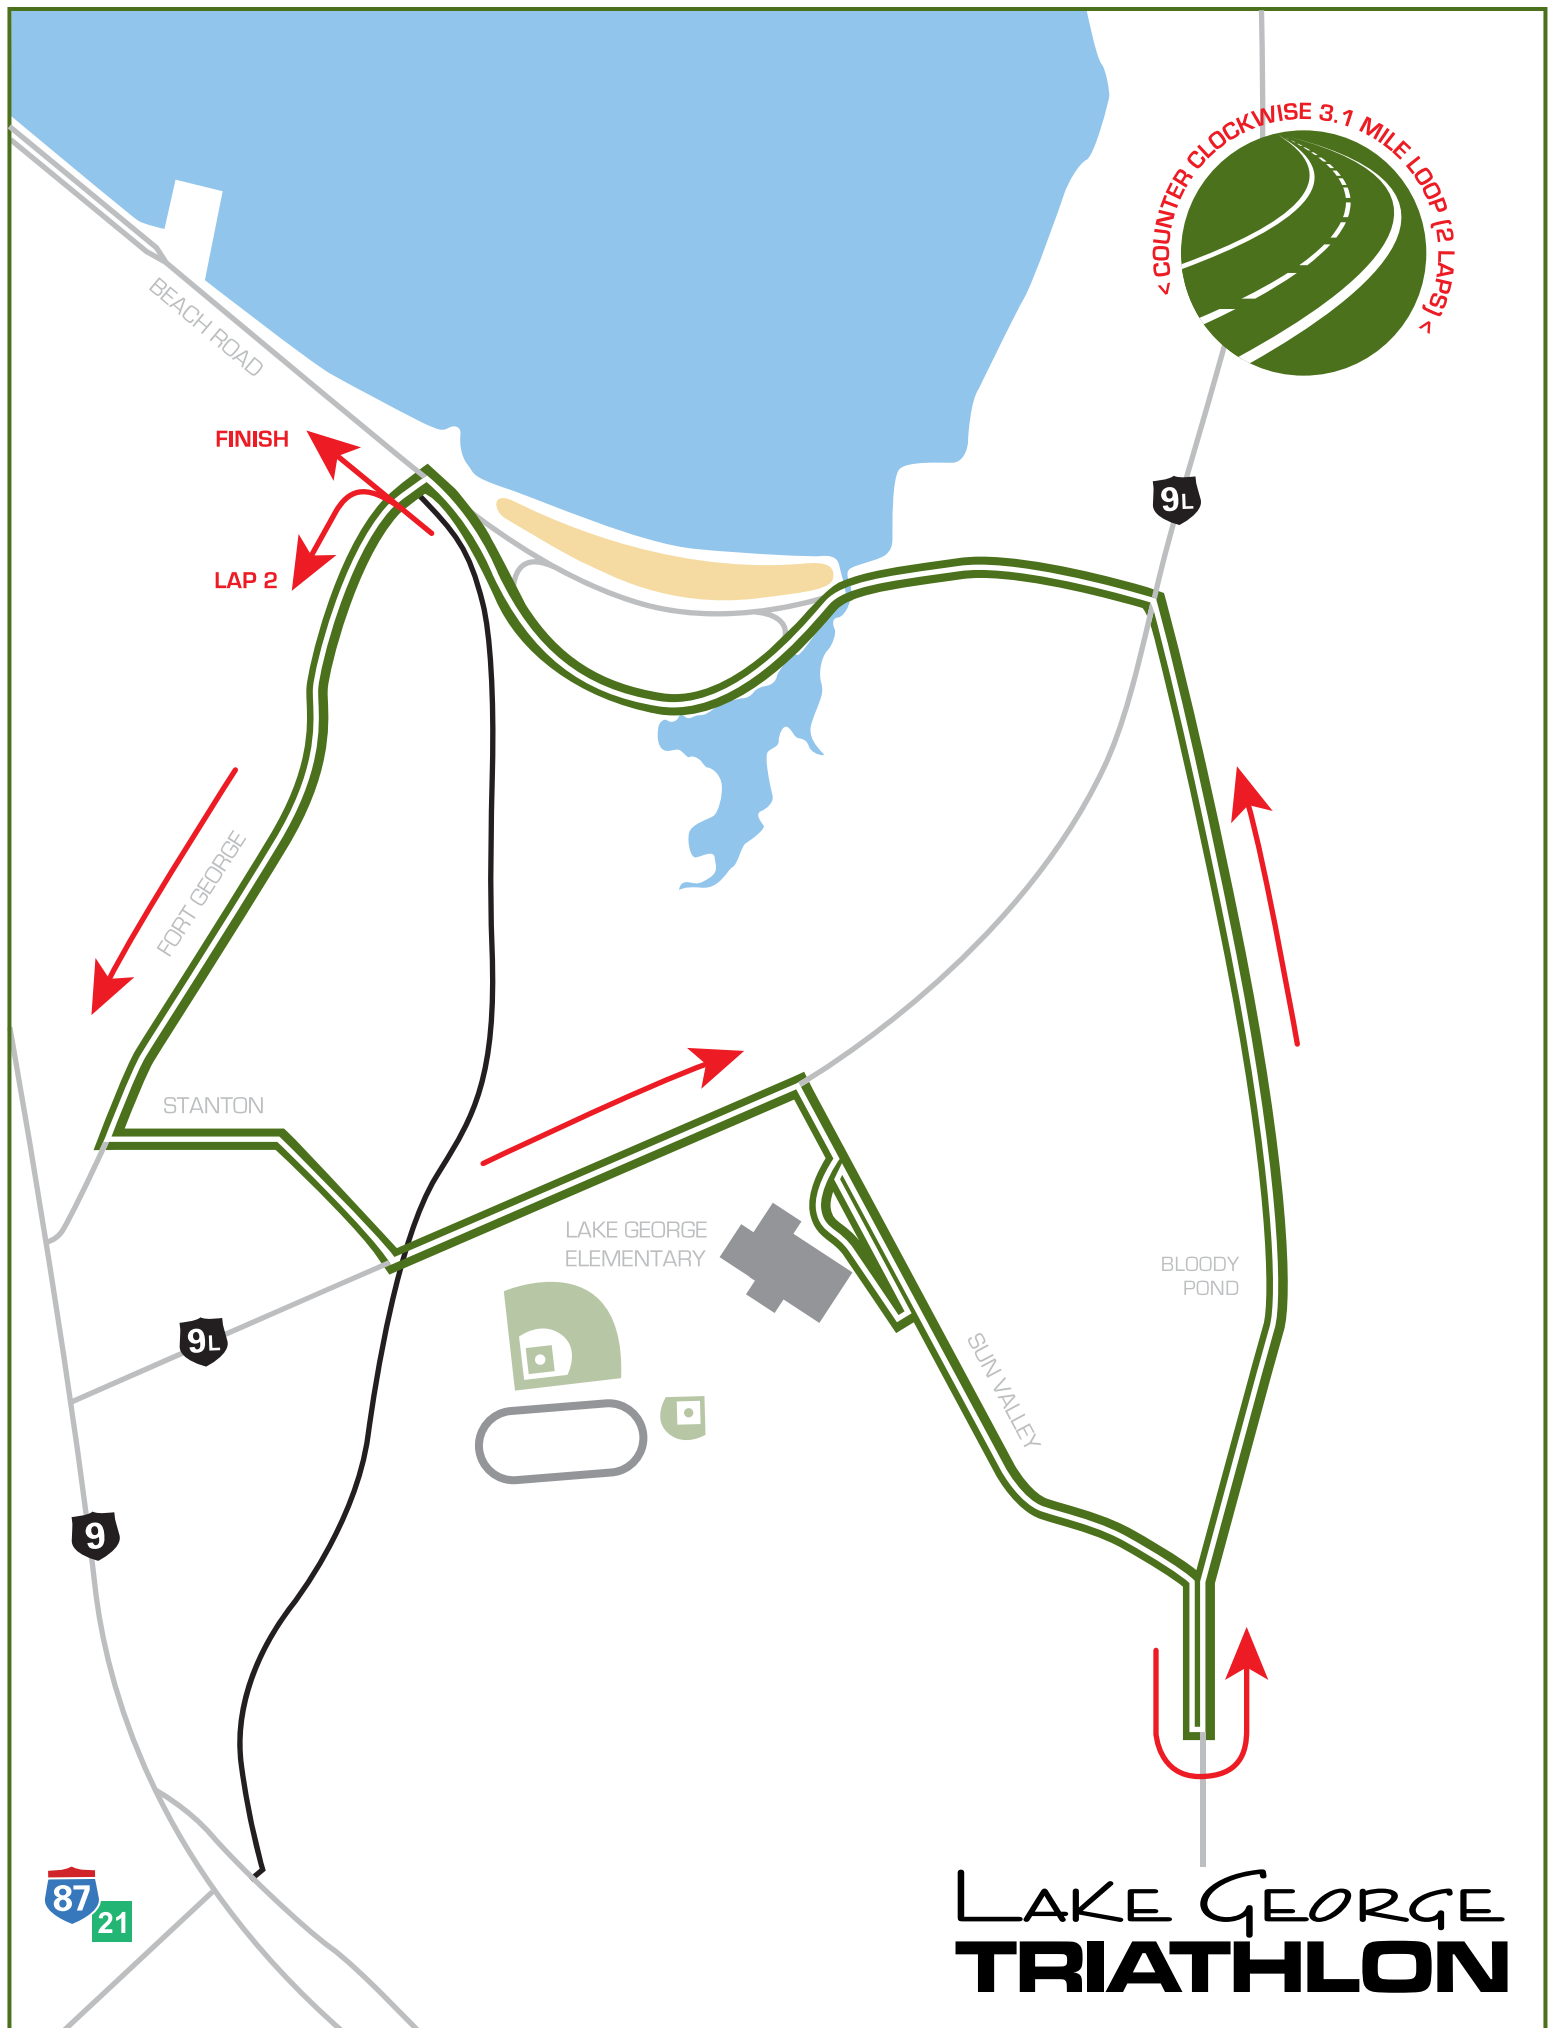 < COUNTER CLOCKWISE 3.1 MILE LOOP (2 LAPS) <
BEACH ROAD
FINISH
9L
LAP 2
FORT GEORGE
STANTON
LAKE GEORGE
ELEMENTARY
BLOODY
POND
9L
SUN VALLEY
9
87
21
LAKE GEORGE
TRIATHLON